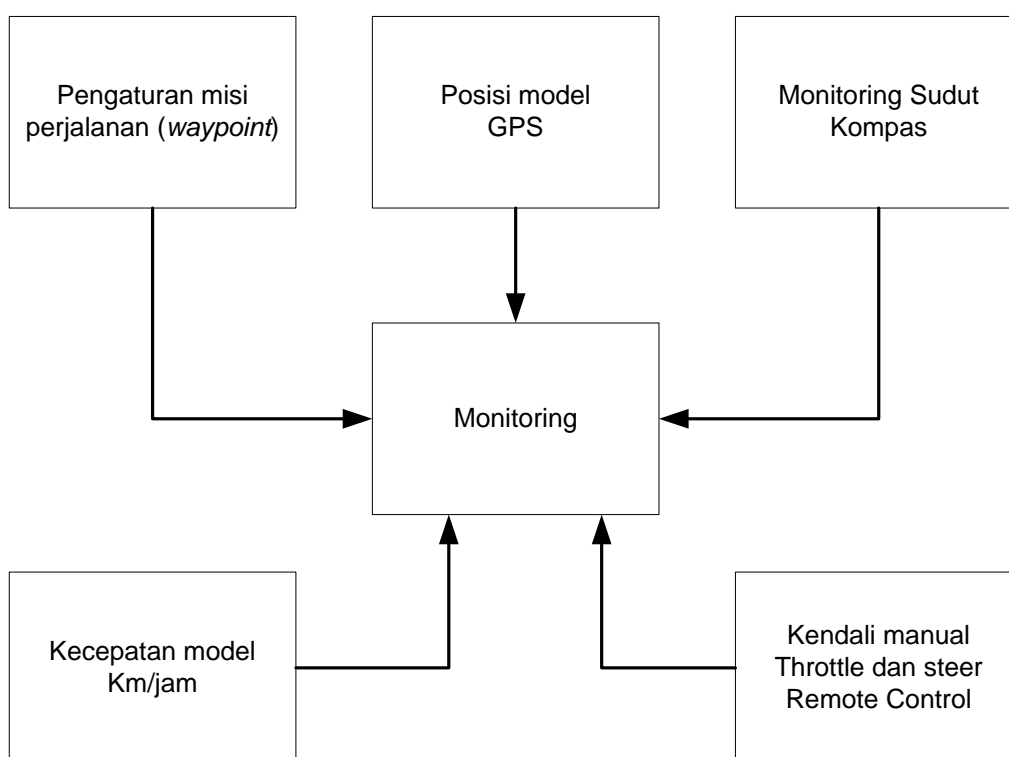 Pengaturan misi
perjalanan (waypoint)
Posisi model
GPS
Monitoring Sudut
Kompas
Monitoring
Kecepatan model
Km/jam
Kendali manual
Throttle dan steer
Remote Control